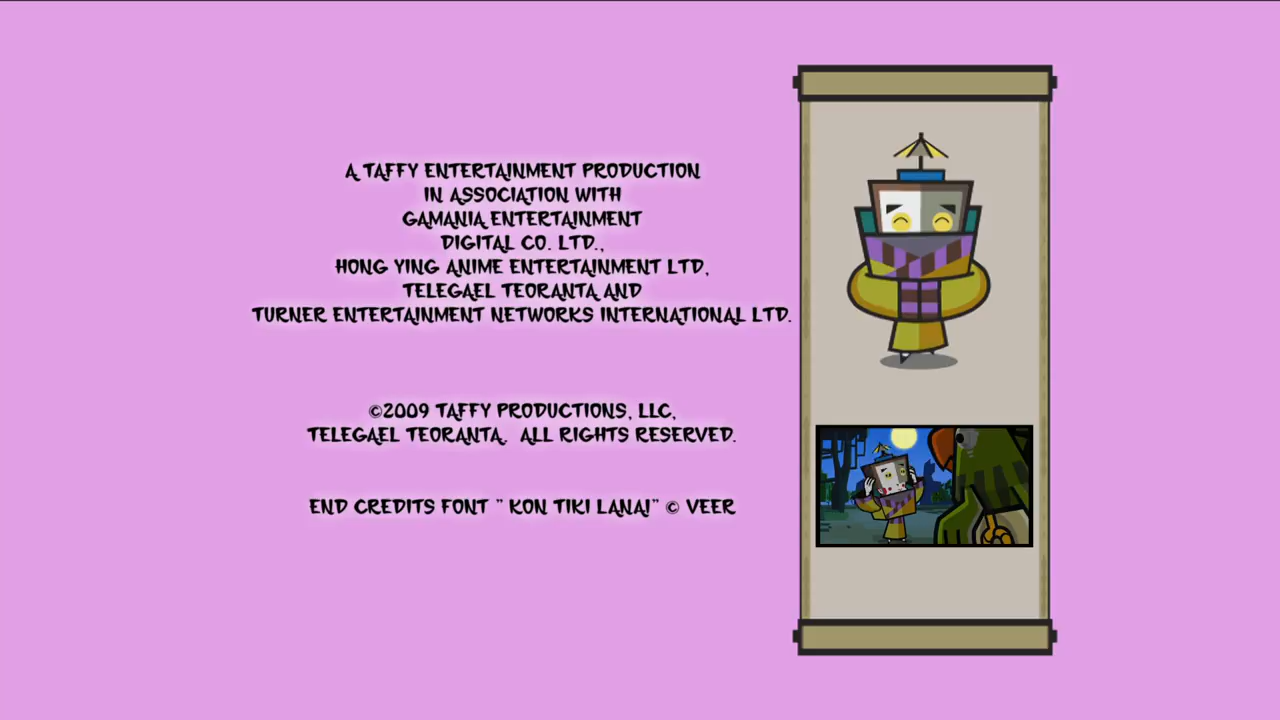 A TAFFY ENTERTAINMENT PRODUCTION
IN ASSOCIATION WITH
GAMANIA ENTERTAINMENT
DIGITAL CO. LTD.,
HONG YING ANIME ENTERTAINMENT LTD,
TELEGAEL TEORANTA AND
TURNER ENTERTAINMENT NETWORKS INTERNATIONAL LTD.
©2009 TAFFY PRODUCTIONS, LLC,
TELEGAEL TEORANTA. ALL RIGHTS RESERVED.
END CREDITS FONT " KON TIKI LANAI" © VEER